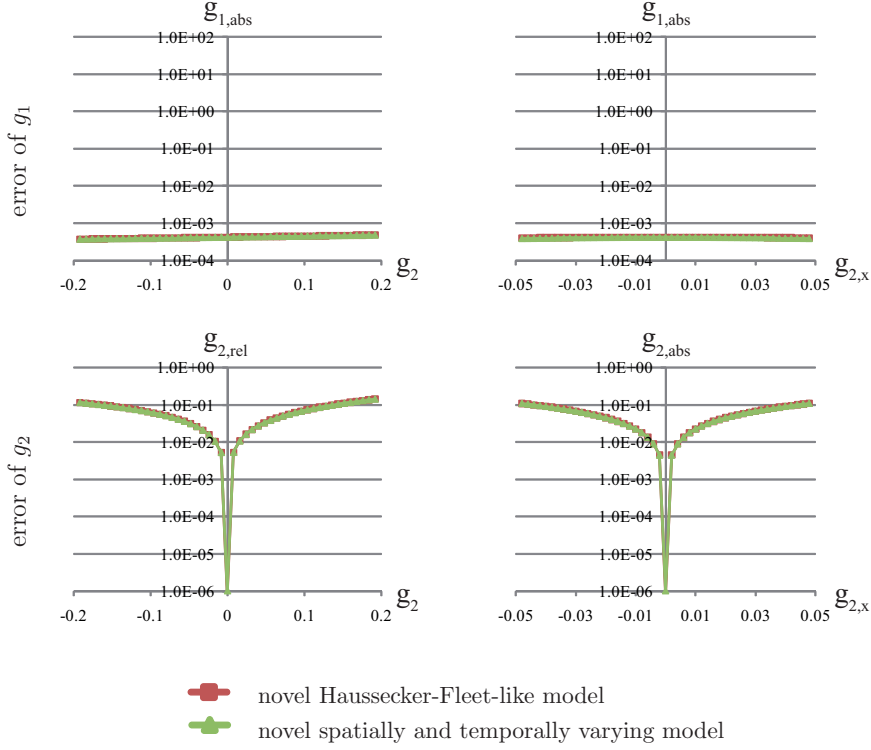 g1,abs
1.0E+02
1.0E+01
1.0E+00
1.0E-01
1.0E-02
1.0E-03
1.0E-04
-0.2 -0.1 0 0.1 0.2
g2
error of g1
g1,abs
1.0E+02
1.0E+01
1.0E+00
1.0E-01
1.0E-02
1.0E-03
1.0E-04
-0.05 -0.03 -0.01 0.01 0.03 0.05
g2,x
g2,rel
1.0E+00
1.0E-01
1.0E-02
1.0E-03
1.0E-04
1.0E-05
1.0E-06
-0.2 -0.1 0 0.1 0.2
g2
error of g2
g2,abs
1.0E+00
1.0E-01
1.0E-02
1.0E-03
1.0E-04
1.0E-05
1.0E-06
-0.05 -0.03 -0.01 0.01 0.03 0.05
g2,x
novel Haussecker-Fleet-like model
novel spatially and temporally varying model